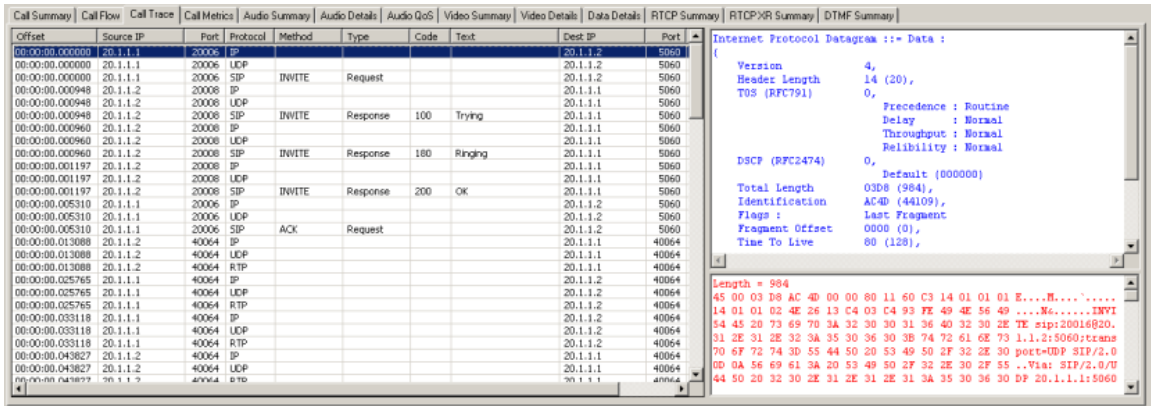 Call Summary Call Flow Call Trace Call Metrics Audio Summary Audio Details Audio QoS Video Summary Video Details Data Details RTCP Summary RTCPXR Summary DTMF Summary
Offset Source IP Port Protocol Method Type Code Text Dest IP Port
00:00:00.000000 20.1.1.1 20006 IP 20.1.1.2 5060
00:00:00.000000 20.1.1.1 20006 UDP 20.1.1.2 5060
00:00:00.000000 20.1.1.1 20006 SIP INVITE Request 20.1.1.2 5060
00:00:00.000948 20.1.1.2 20008 IP 20.1.1.1 5060
00:00:00.000948 20.1.1.2 20008 UDP 20.1.1.1 5060
00:00:00.000948 20.1.1.2 20008 SIP INVITE Response 100 Trying 20.1.1.1 5060
00:00:00.000960 20.1.1.2 20008 IP 20.1.1.1 5060
00:00:00.000960 20.1.1.2 20008 UDP 20.1.1.1 5060
00:00:00.000960 20.1.1.2 20008 SIP INVITE Response 180 Ringing 20.1.1.1 5060
00:00:00.001197 20.1.1.2 20008 IP 20.1.1.1 5060
00:00:00.001197 20.1.1.2 20008 UDP 20.1.1.1 5060
00:00:00.001197 20.1.1.2 20008 SIP INVITE Response 200 OK 20.1.1.1 5060
00:00:00.005310 20.1.1.1 20006 IP 20.1.1.2 5060
00:00:00.005310 20.1.1.1 20006 UDP 20.1.1.2 5060
00:00:00.005310 20.1.1.1 20006 SIP ACK Request 20.1.1.2 5060
00:00:00.013088 20.1.1.2 40064 IP 20.1.1.1 40064
00:00:00.013088 20.1.1.2 40064 UDP 20.1.1.1 40064
00:00:00.013088 20.1.1.2 40064 RTP 20.1.1.1 40064
00:00:00.025765 20.1.1.1 40064 IP 20.1.1.2 40064
00:00:00.025765 20.1.1.1 40064 UDP 20.1.1.2 40064
00:00:00.025765 20.1.1.1 40064 RTP 20.1.1.2 40064
00:00:00.033118 20.1.1.1 40064 IP 20.1.1.2 40064
00:00:00.033118 20.1.1.1 40064 UDP 20.1.1.2 40064
00:00:00.033118 20.1.1.1 40064 RTP 20.1.1.2 40064
00:00:00.043827 20.1.1.2 40064 IP 20.1.1.1 40064
00:00:00.043827 20.1.1.2 40064 UDP 20.1.1.1 40064
00:00:00.043827 20.1.1.2 40064 RTP 20.1.1.1 40064
Internet Protocol Datagram ::= Data :
(
Version 4,
Header Length 14 (20),
TOS (RFC791) 0,
Precedence : Routine
Delay : Normal
Throughput : Normal
Relibility : Normal
DSCP (RFC2474) 0,
Default (000000)
Total Length 03D8 (984),
Identification AC4D (44109),
Flags : Last Fragment
Fragment Offset 0000 (0),
Time To Live 80 (128),
Length = 984
45 00 03 D8 AC 4D 00 00 80 11 60 C3 14 01 01 01 E....M....`.....
14 01 01 02 4E 26 13 C4 03 C4 93 FE 49 4E 56 49 ....N&......INVI
54 45 20 73 69 70 3A 32 30 30 31 36 40 32 30 2E TE sip:20016@20.
31 2E 31 2E 32 3A 35 30 36 30 3B 74 72 61 6E 73 1.1.2:5060;trans
70 6F 72 74 3D 55 44 50 20 53 49 50 2F 32 2E 30 port=UDP SIP/2.0
0D 0A 56 69 61 3A 20 53 49 50 2F 32 2E 30 2F 55 ..Via: SIP/2.0/U
44 50 20 32 30 2E 31 2E 31 2E 31 3A 35 30 36 30 DP 20.1.1.1:5060